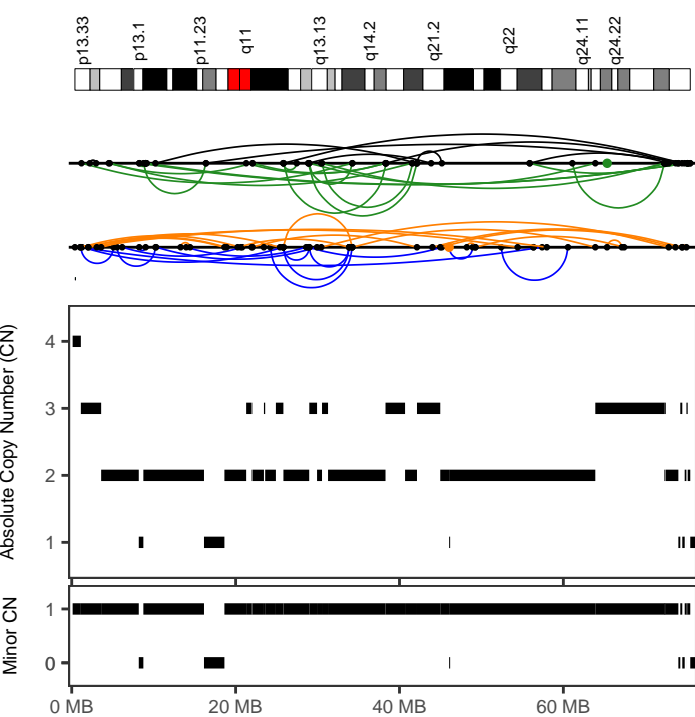 p13.33 p13.1 p11.23 q11 q13.13 q14.2 q21.2 q22 q24.11 q24.22
Absolute Copy Number (CN)
4
3
2
1
Minor CN
1
0
0 MB 20 MB 40 MB 60 MB